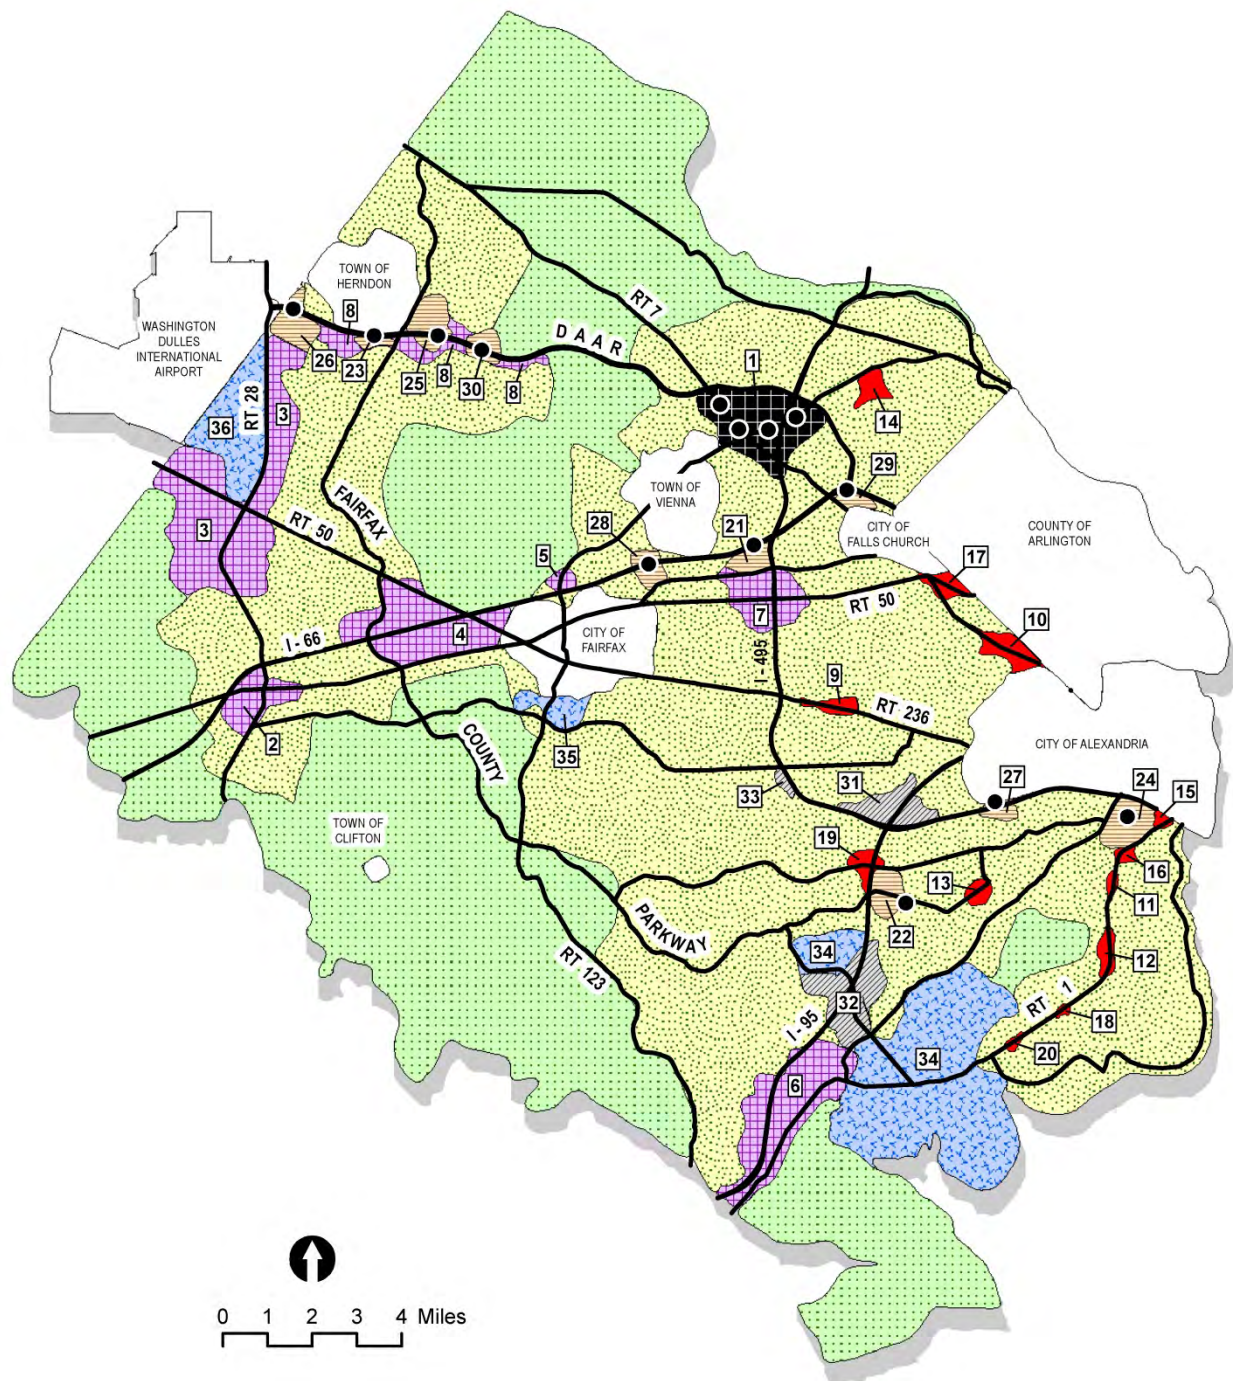 TOWN OF
HERNDON
WASHINGTON
DULLES
INTERNATIONAL
AIRPORT
8
26
23
25
8
30
8
RT 7
DAAR
1
14
RT 28
3
36
3
FAIRFAX
RT 50
TOWN OF
VIENNA
29
28
21
CITY OF
FALLS CHURCH
COUNTY OF
ARLINGTON
5
17
7
RT 50
10
4
I - 66
CITY OF
FAIRFAX
I - 495
9
RT 236
2
35
COUNTY
CITY OF ALEXANDRIA
33
31
27
24
15
TOWN OF
CLIFTON
19
16
13
11
22
PARKWAY
12
34
RT 123
32
RT 1
18
I - 95
20
34
6
0 1 2 3 4 Miles